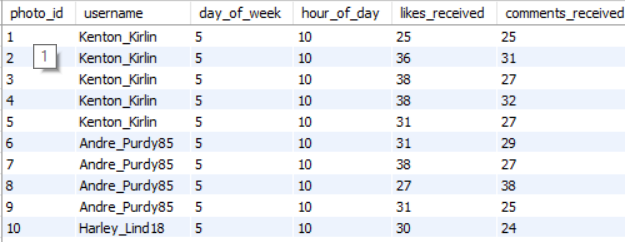 photo_id username day_of_week hour_of_day likes_received comments_received
1 Kenton_Kirlin 5 10 25 25
2 Kenton_Kirlin 5 10 36 31
1
3 Kenton_Kirlin 5 10 38 27
4 Kenton_Kirlin 5 10 38 32
5 Kenton_Kirlin 5 10 31 27
6 Andre_Purdy85 5 10 31 29
7 Andre_Purdy85 5 10 38 27
8 Andre_Purdy85 5 10 27 38
9 Andre_Purdy85 5 10 31 25
10 Harley_Lind18 5 10 30 24